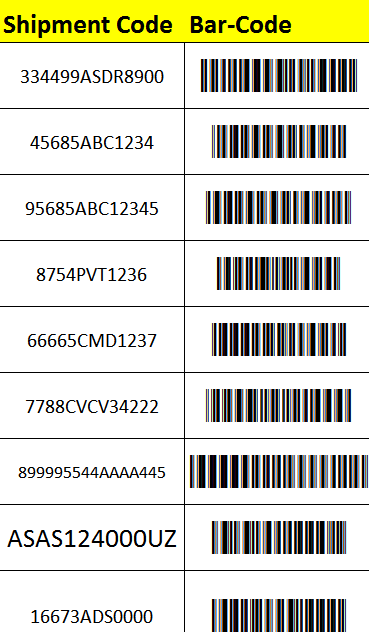 Shipment Code Bar-Code
334499ASDR8900
45685ABC1234
95685ABC12345
8754PVT1236
66665CMD1237
7788CVCV34222
899995544AAAA445
ASAS124000UZ
16673ADS0000